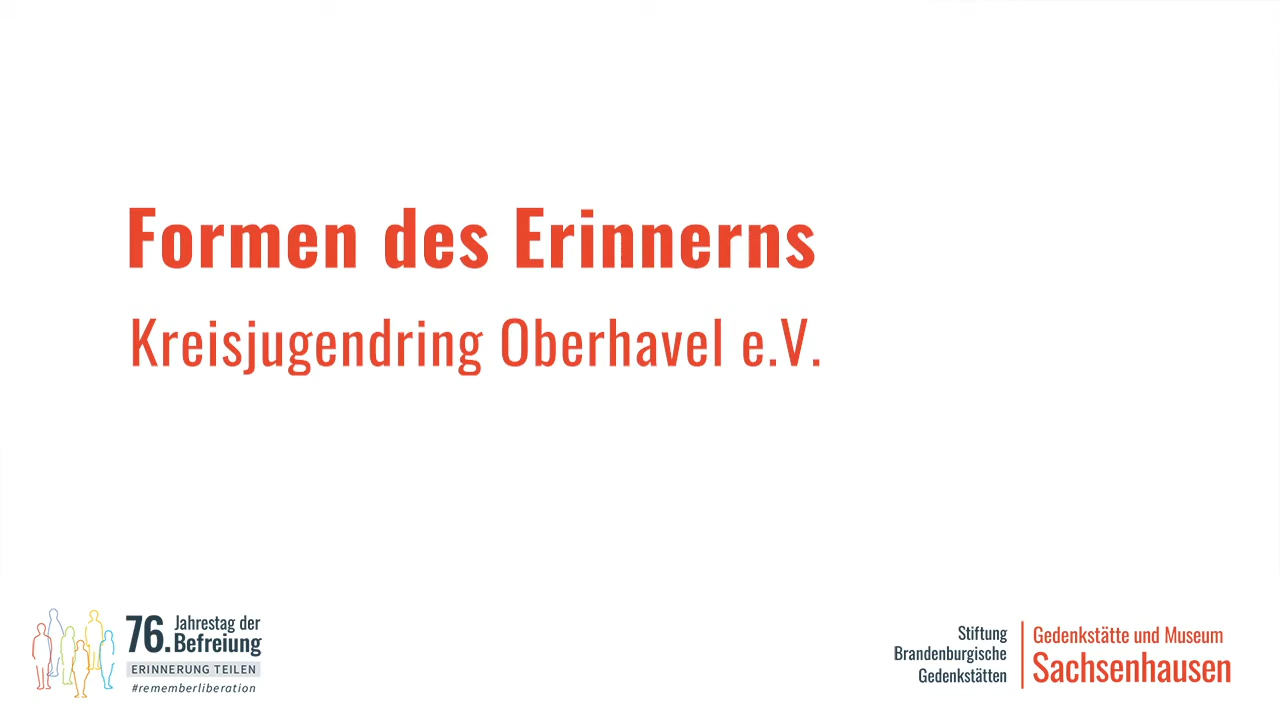 Formen des Erinnerns
Kreisjugendring Oberhavel e.V.
76. Jahrestag der
Befreiung
ERINNERUNG TEILEN
#rememberliberation
Stiftung
Brandenburgische
Gedenkstätten
Gedenkstätte und Museum
Sachsenhausen